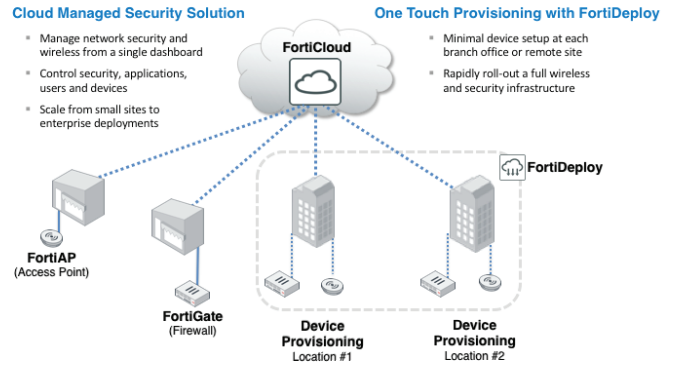 Cloud Managed Security Solution
Manage network security and
wireless from a single dashboard
Control security, applications,
users and devices
Scale from small sites to
enterprise deployments
One Touch Provisioning with FortiDeploy
Minimal device setup at each
branch office or remote site
Rapidly roll-out a full wireless
and security infrastructure
FortiCloud
FortiDeploy
FortiAP
(Access Point)
FortiGate
(Firewall)
Device
Provisioning
Location #1
Device
Provisioning
Location #2